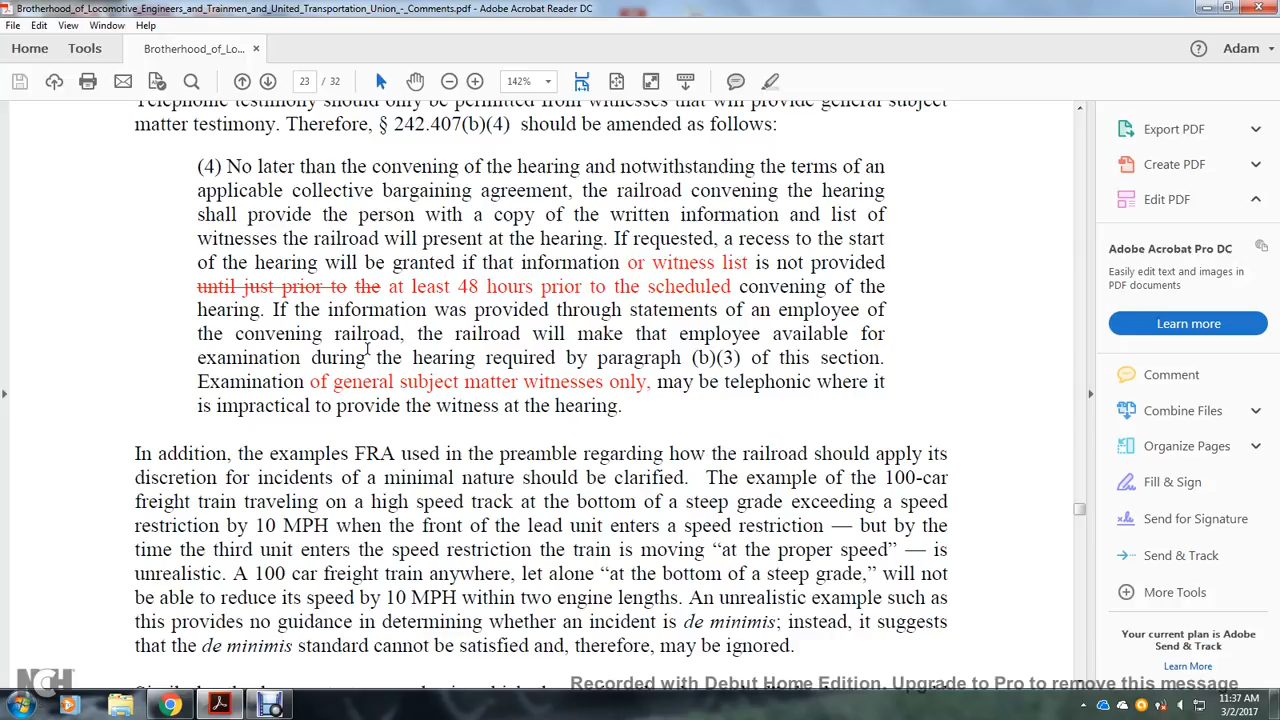 Brotherhood_of_Locomotive_Engineers_and_Trainmen_and_United_Transportation_Union_-_Comments.pdf - Adobe Acrobat Reader DC
File Edit View Window Help
Home Tools Brotherhood_of_Lo... × Adam
23 / 32 142%
Telephonic testimony should only be permitted from witnesses that will provide general subject
matter testimony. Therefore, § 242.407(b)(4) should be amended as follows:
(4) No later than the convening of the hearing and notwithstanding the terms of an
applicable collective bargaining agreement, the railroad convening the hearing
shall provide the person with a copy of the written information and list of
witnesses the railroad will present at the hearing. If requested, a recess to the start
of the hearing will be granted if that information or witness list is not provided
until just prior to the at least 48 hours prior to the scheduled convening of the
hearing. If the information was provided through statements of an employee of
the convening railroad, the railroad will make that employee available for
examination during the hearing required by paragraph (b)(3) of this section.
Examination of general subject matter witnesses only, may be telephonic where it
is impractical to provide the witness at the hearing.
In addition, the examples FRA used in the preamble regarding how the railroad should apply its
discretion for incidents of a minimal nature should be clarified. The example of the 100-car
freight train traveling on a high speed track at the bottom of a steep grade exceeding a speed
restriction by 10 MPH when the front of the lead unit enters a speed restriction — but by the
time the third unit enters the speed restriction the train is moving “at the proper speed” — is
unrealistic. A 100 car freight train anywhere, let alone “at the bottom of a steep grade,” will not
be able to reduce its speed by 10 MPH within two engine lengths. An unrealistic example such as
this provides no guidance in determining whether an incident is de minimis; instead, it suggests
that the de minimis standard cannot be satisfied and, therefore, may be ignored.
Export PDF
Create PDF
Edit PDF
Adobe Acrobat Pro DC
Easily edit text and images in
PDF documents
Learn more
Comment
Combine Files
Organize Pages
Fill & Sign
Send for Signature
Send & Track
More Tools
Your current plan is Adobe
Send & Track
Learn More
NCH
Recorded with Debut Home Edition. Upgrade to Pro to remove this message
11:37 AM
3/2/2017